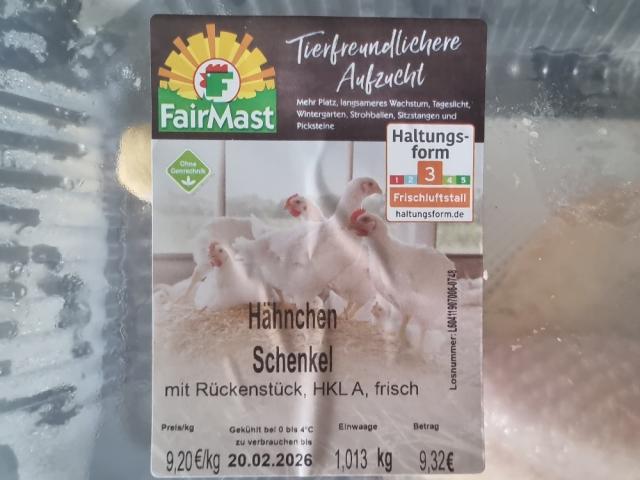 Tierfreundlichere
Aufzucht
FairMast
Mehr Platz, langsameres Wachstum, Tageslicht,
Wintergarten, Strohballen, Sitzstangen und
Picksteine
Haltungs-
form
3
1 2 4 5
Frischluftstall
haltungsform.de
Ohne
Gentechnik
Hähnchen
Schenkel
mit Rückenstück, HKL A, frisch
Preis/kg
9,20€/kg
Gekühlt bei 0 bis 4°C
zu verbrauchen bis
20.02.2026
Einwaage
1,013 kg
Betrag
9,32€